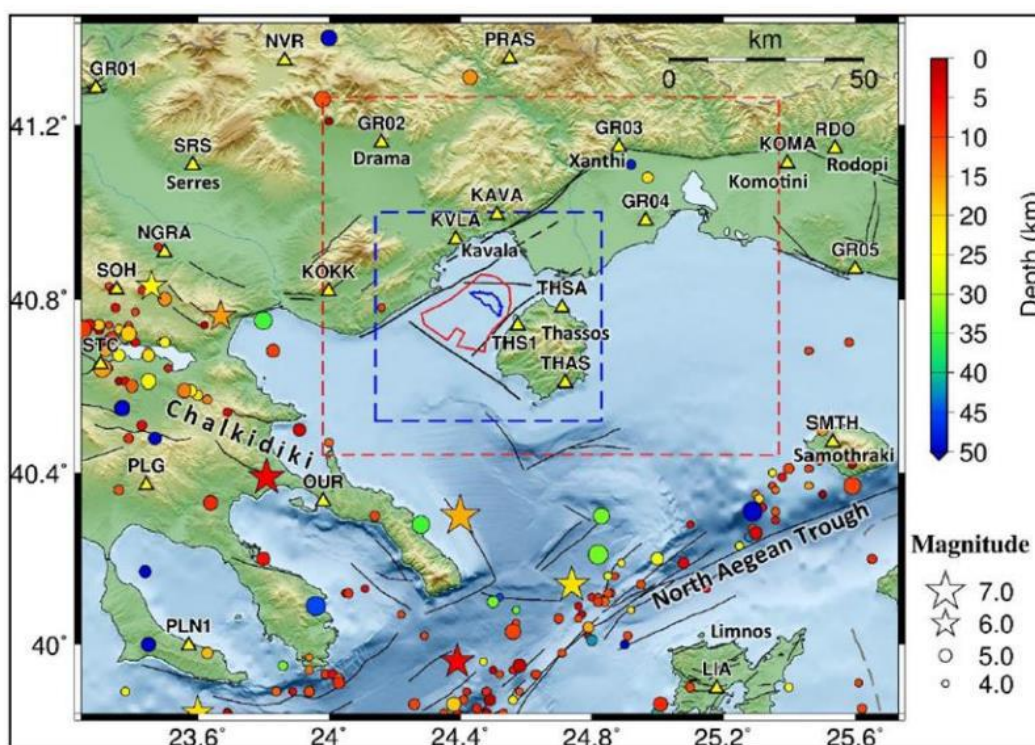 km
0 50
NVR
PRAS
GR01
41.2°
GR02
Drama
GR03
Xanthi
KOMA
Komotini
RDO
Rodopi
SRS
Serres
KAVA
KVLA
Kavala
GR04
NGRA
SOH
KOKK
GR05
40.8°
THSA
THS1
Thassos
STC
THAS
Chalkidiki
SMTH
Samothraki
40.4°
PLG
OUR
North Aegean Trough
PLN1
Limnos
LIA
40°
23.6°
24°
24.4°
24.8°
25.2°
25.6°
0
5
10
15
20
25
30
35
40
45
50
Depth (km)
Magnitude
7.0
6.0
5.0
4.0